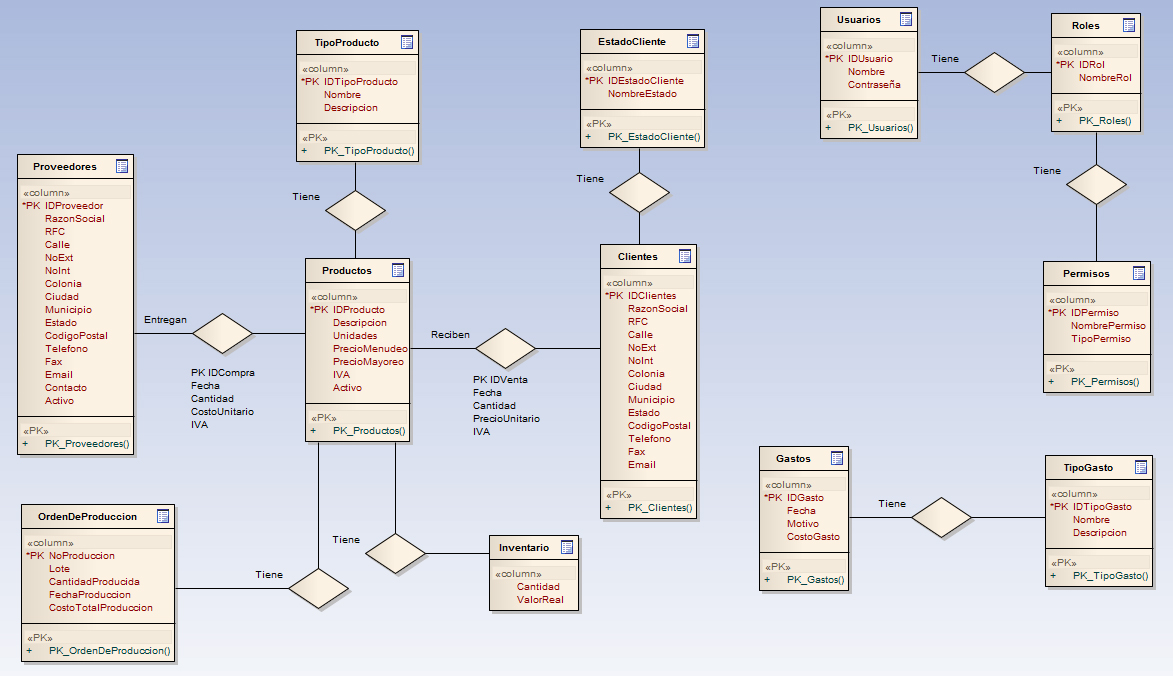 TipoProducto
«column»
*PK IDTipoProducto
Nombre
Descripcion
«PK»
+ PK_TipoProducto()
EstadoCliente
«column»
*PK IDEstadoCliente
NombreEstado
«PK»
+ PK_EstadoCliente()
Usuarios
«column»
*PK IDUsuario
Nombre
Contraseña
«PK»
+ PK_Usuarios()
Tiene
Roles
«column»
*PK IDRol
NombreRol
«PK»
+ PK_Roles()
Proveedores
«column»
*PK IDProveedor
RazonSocial
RFC
Calle
NoExt
NoInt
Colonia
Ciudad
Municipio
Estado
CodigoPostal
Telefono
Fax
Email
Contacto
Activo
«PK»
+ PK_Proveedores()
Tiene
Tiene
Tiene
Entregan
PK IDCompra
Fecha
Cantidad
CostoUnitario
IVA
Productos
«column»
*PK IDProducto
Descripcion
Unidades
PrecioMenudeo
PrecioMayoreo
IVA
Activo
«PK»
+ PK_Productos()
Reciben
PK IDVenta
Fecha
Cantidad
PrecioUnitario
IVA
Clientes
«column»
*PK IDClientes
RazonSocial
RFC
Calle
NoExt
NoInt
Colonia
Ciudad
Municipio
Estado
CodigoPostal
Telefono
Fax
Email
«PK»
+ PK_Clientes()
Permisos
«column»
*PK IDPermiso
NombrePermiso
TipoPermiso
«PK»
+ PK_Permisos()
OrdenDeProduccion
«column»
*PK NoProduccion
Lote
CantidadProducida
FechaProduccion
CostoTotalProduccion
«PK»
+ PK_OrdenDeProduccion()
Tiene
Tiene
Inventario
«column»
Cantidad
ValorReal
Gastos
«column»
*PK IDGasto
Fecha
Motivo
CostoGasto
«PK»
+ PK_Gastos()
Tiene
TipoGasto
«column»
*PK IDTipoGasto
Nombre
Descripcion
«PK»
+ PK_TipoGasto()